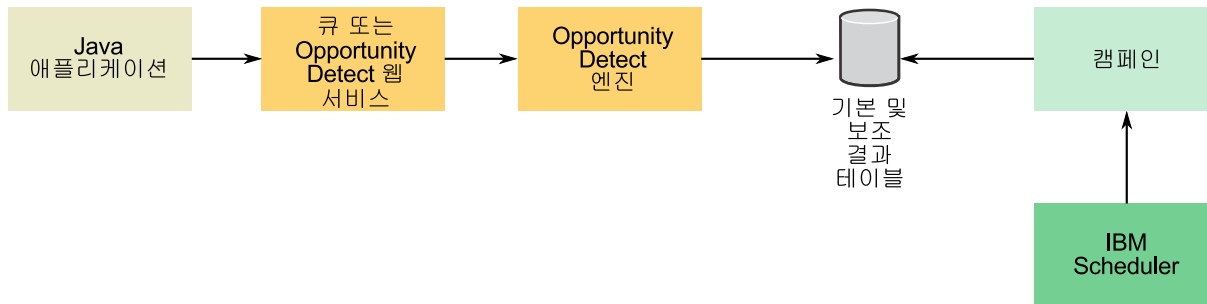 Java
애플리케이션
큐 또는
Opportunity
Detect 웹
서비스
Opportunity
Detect
엔진
기본 및
보조
결과
테이블
캠페인
IBM
Scheduler